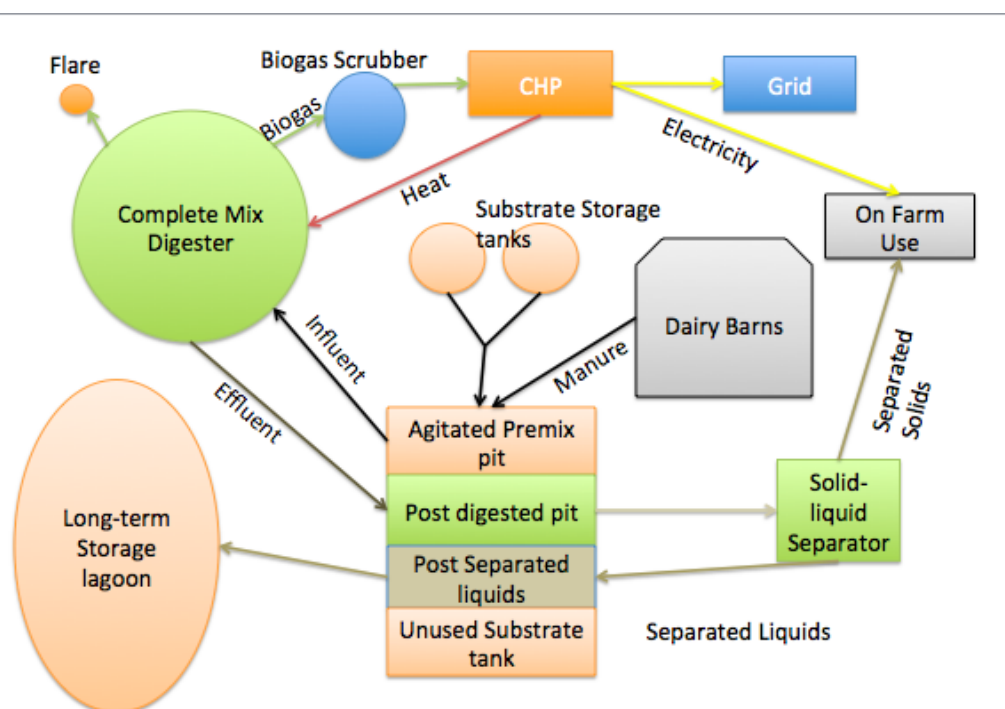 Flare
Biogas Scrubber
Biogas
CHP
Grid
Electricity
Heat
Complete Mix
Digester
Substrate Storage
tanks
On Farm
Use
Dairy Barns
Influent
Manure
Effluent
Separated
Solids
Agitated Premix
pit
Post digested pit
Solid-
liquid
Separator
Long-term
Storage
lagoon
Post Separated
liquids
Unused Substrate
tank
Separated Liquids